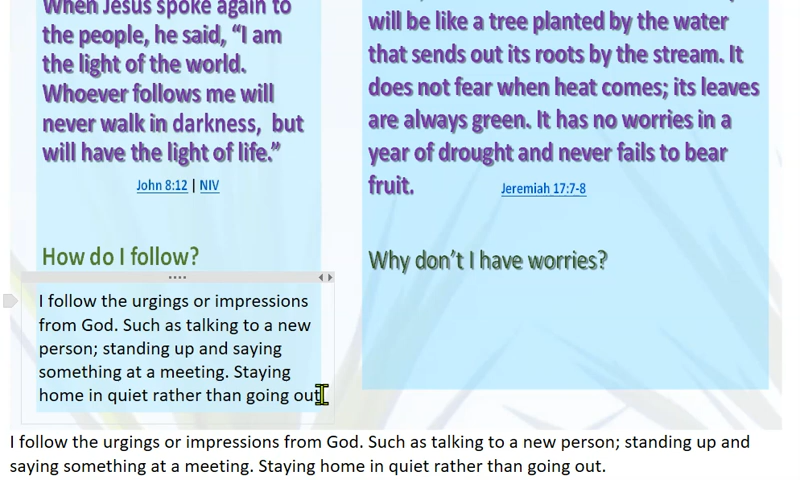 When Jesus spoke again to
the people, he said, “I am
the light of the world.
Whoever follows me will
never walk in darkness,  but
will have the light of life.”
John 8:12 | NIV
How do I follow?
I follow the urgings or impressions
from God. Such as talking to a new
person; standing up and saying
something at a meeting. Staying
home in quiet rather than going out
will be like a tree planted by the water
that sends out its roots by the stream. It
does not fear when heat comes; its leaves
are always green. It has no worries in a
year of drought and never fails to bear
fruit.
Jeremiah 17:7-8
Why don’t I have worries?
I follow the urgings or impressions from God. Such as talking to a new person; standing up and
saying something at a meeting. Staying home in quiet rather than going out.